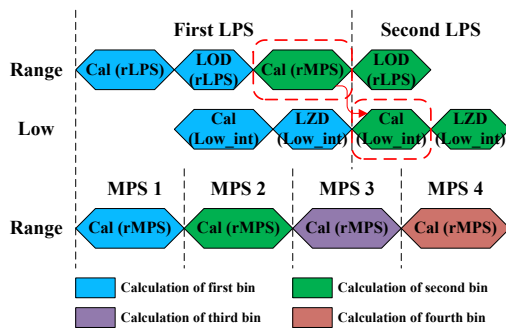 First LPS Second LPS
Range Cal (rLPS) LOD (rLPS) Cal (rMPS) LOD (rLPS)
Low Cal (Low_int) LZD (Low_int) Cal (Low_int) LZD (Low_int)
MPS 1 MPS 2 MPS 3 MPS 4
Range Cal (rMPS) Cal (rMPS) Cal (rMPS) Cal (rMPS)
Calculation of first bin Calculation of second bin
Calculation of third bin Calculation of fourth bin